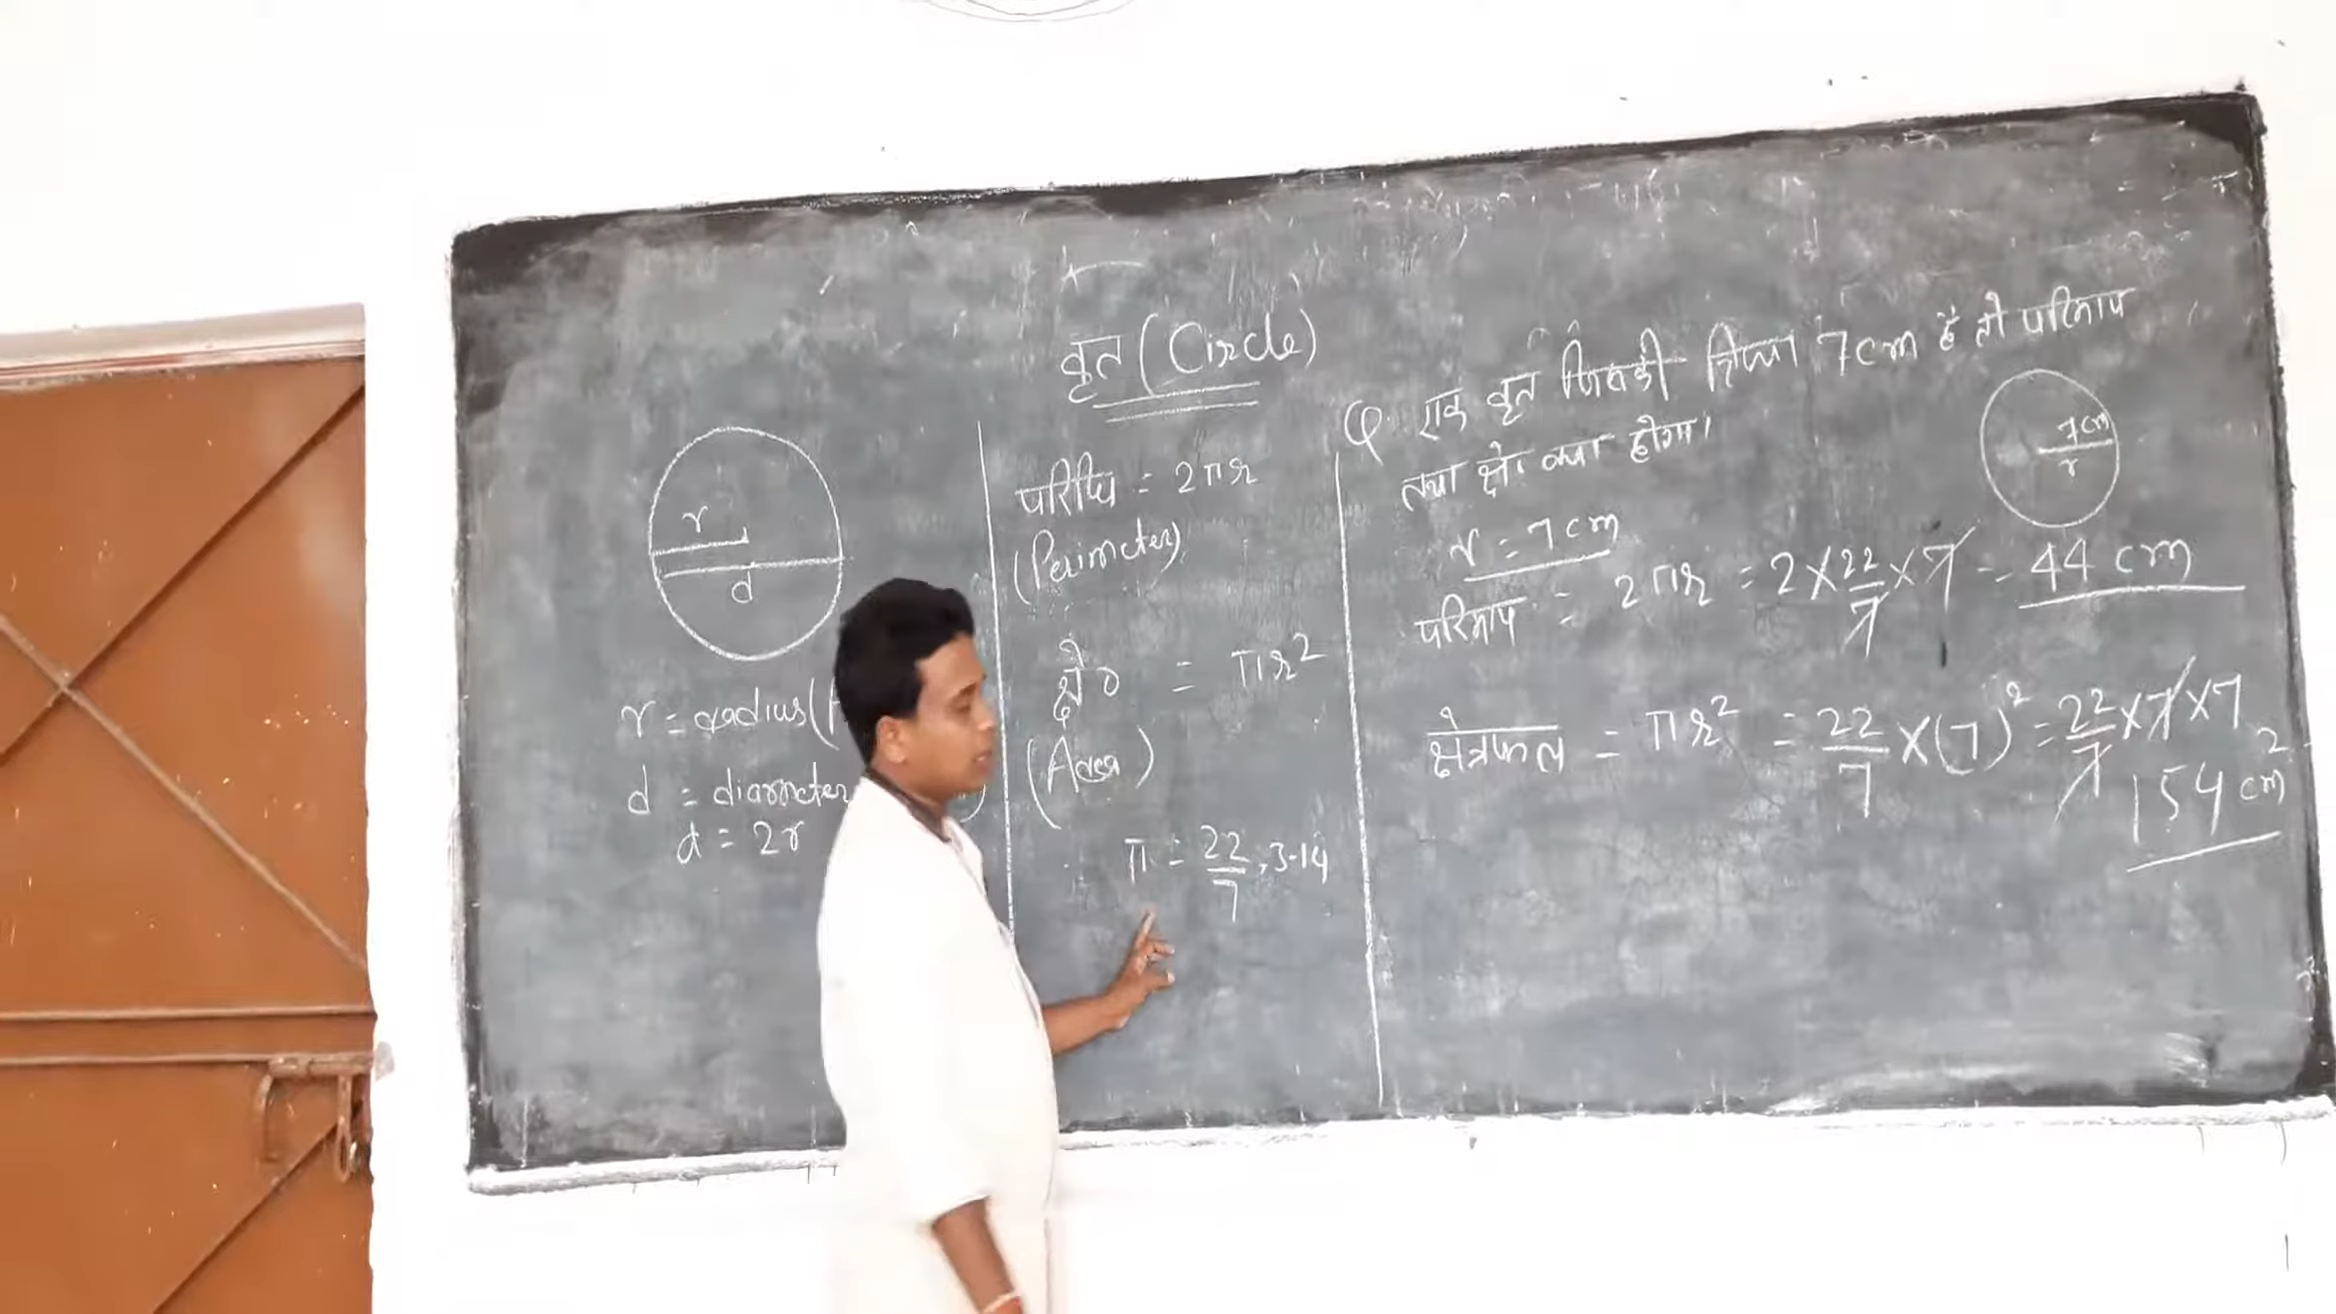 वृत (Circle)
r
d
r = radius(
d = diameter )
d = 2r
परिधि = 2πr
(Perimeter)
क्षे० = πr²
(Area)
π = 22/7, 3.14
Q. एक वृत जिसकी त्रिज्या 7cm है तो परिमाप
तथा क्षे० क्या होगा।
7cm
r
r = 7cm
परिमाप = 2πr = 2 × 22/7 × 7 = 44 cm
क्षेत्रफल = πr² = 22/7 × (7)² = 22/7 × 7 × 7
154 cm²